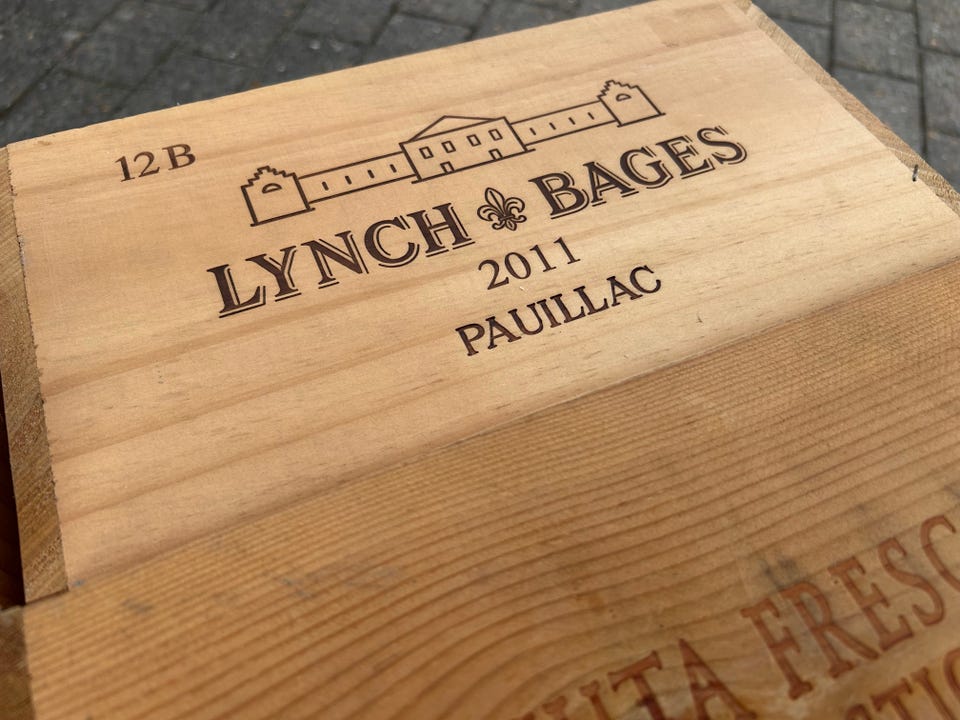 12 B
LYNCH BAGES
2011
PAUILLAC